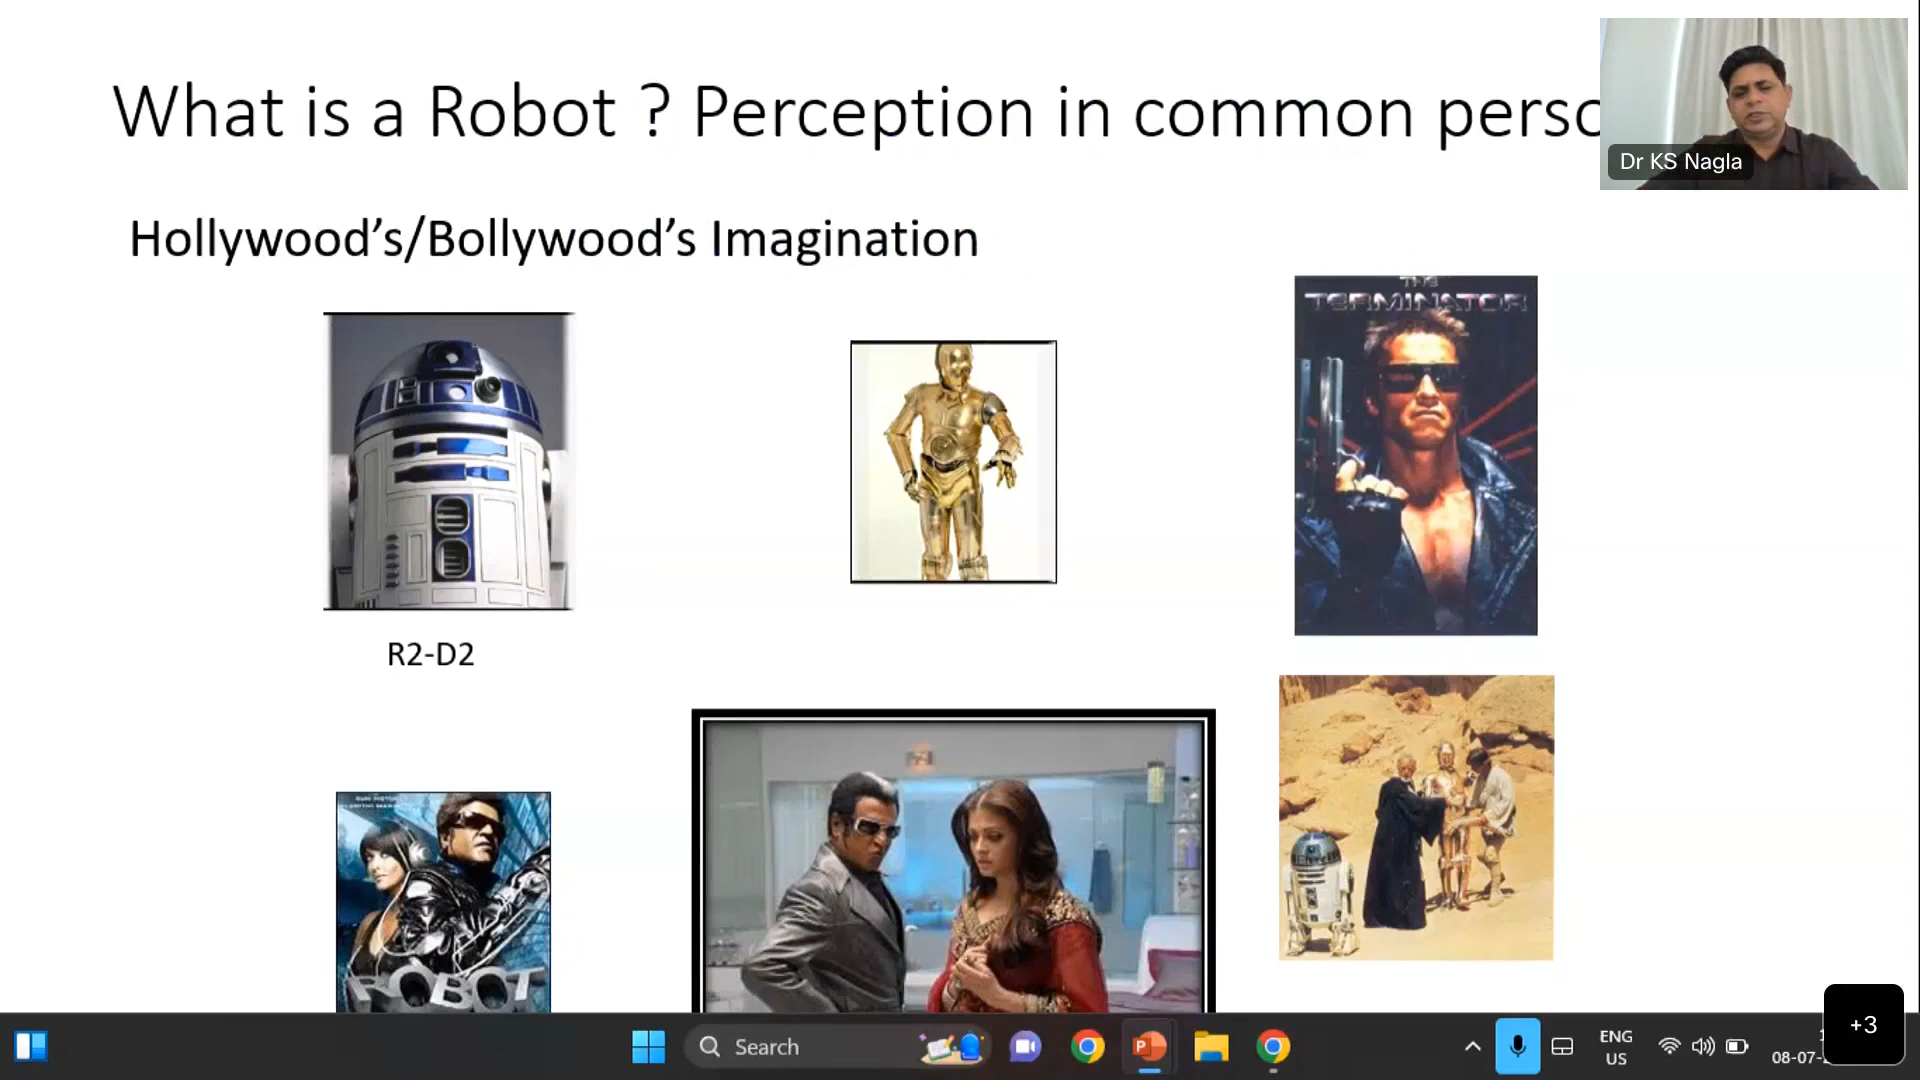 What is a Robot ? Perception in common perso
Dr KS Nagla
Hollywood's/Bollywood's Imagination
THE
TERMINATOR
R2-D2
ROBOT
Search
ENG
US
08-07-
+3